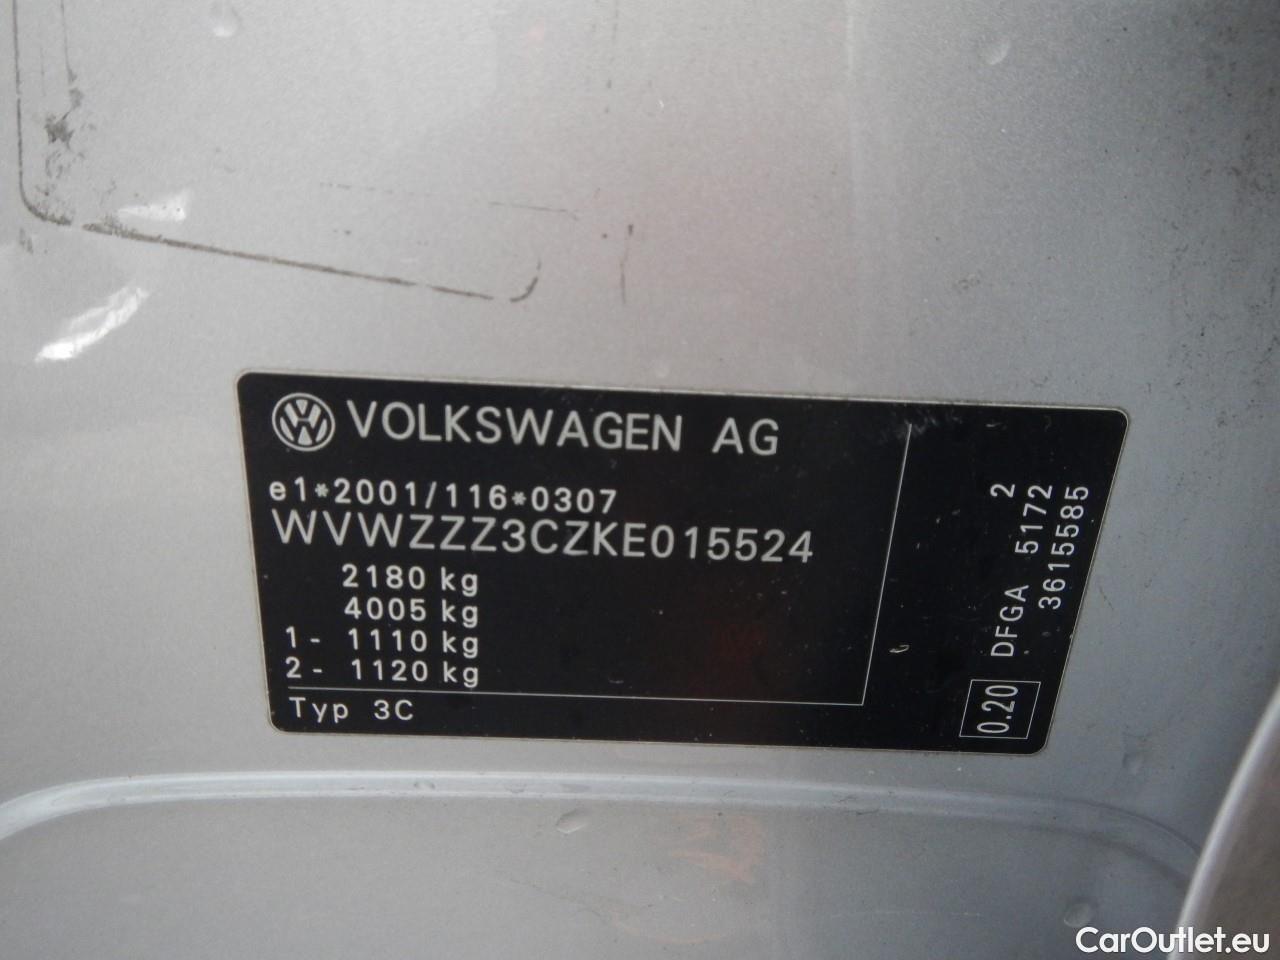 VOLKSWAGEN AG
e1*2001/116*0307
WVWZZZ3CZKE015524
2180 kg
4005 kg
1 - 1110 kg
2 - 1120 kg
Typ 3C
0.20 DFGA 5172 2
3615585
CarOutlet.eu